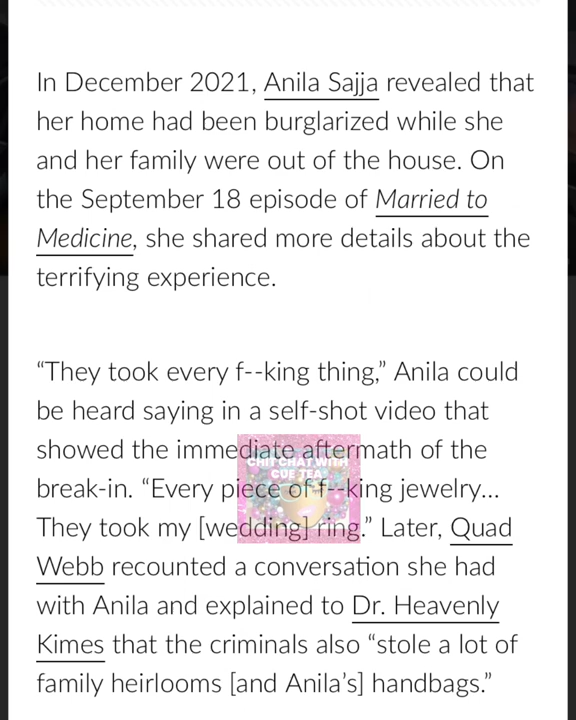 In December 2021, Anila Sajja revealed that
her home had been burglarized while she
and her family were out of the house. On
the September 18 episode of Married to
Medicine, she shared more details about the
terrifying experience.
“They took every f--king thing,” Anila could
be heard saying in a self-shot video that
showed the immediate aftermath of the
CHIT CHAT WITH
CUE TEA
break-in. “Every piece of f--king jewelry...
They took my [wedding] ring.” Later, Quad
Webb recounted a conversation she had
with Anila and explained to Dr. Heavenly
Kimes that the criminals also “stole a lot of
family heirlooms [and Anila’s] handbags.”